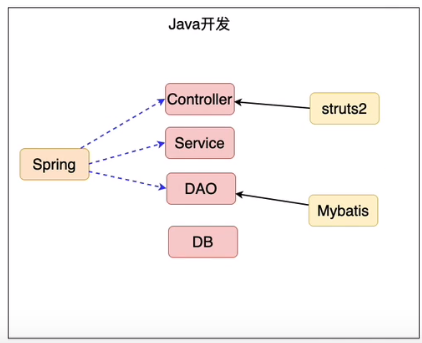 Java开发
Controller
struts2
Service
Spring
DAO
Mybatis
DB